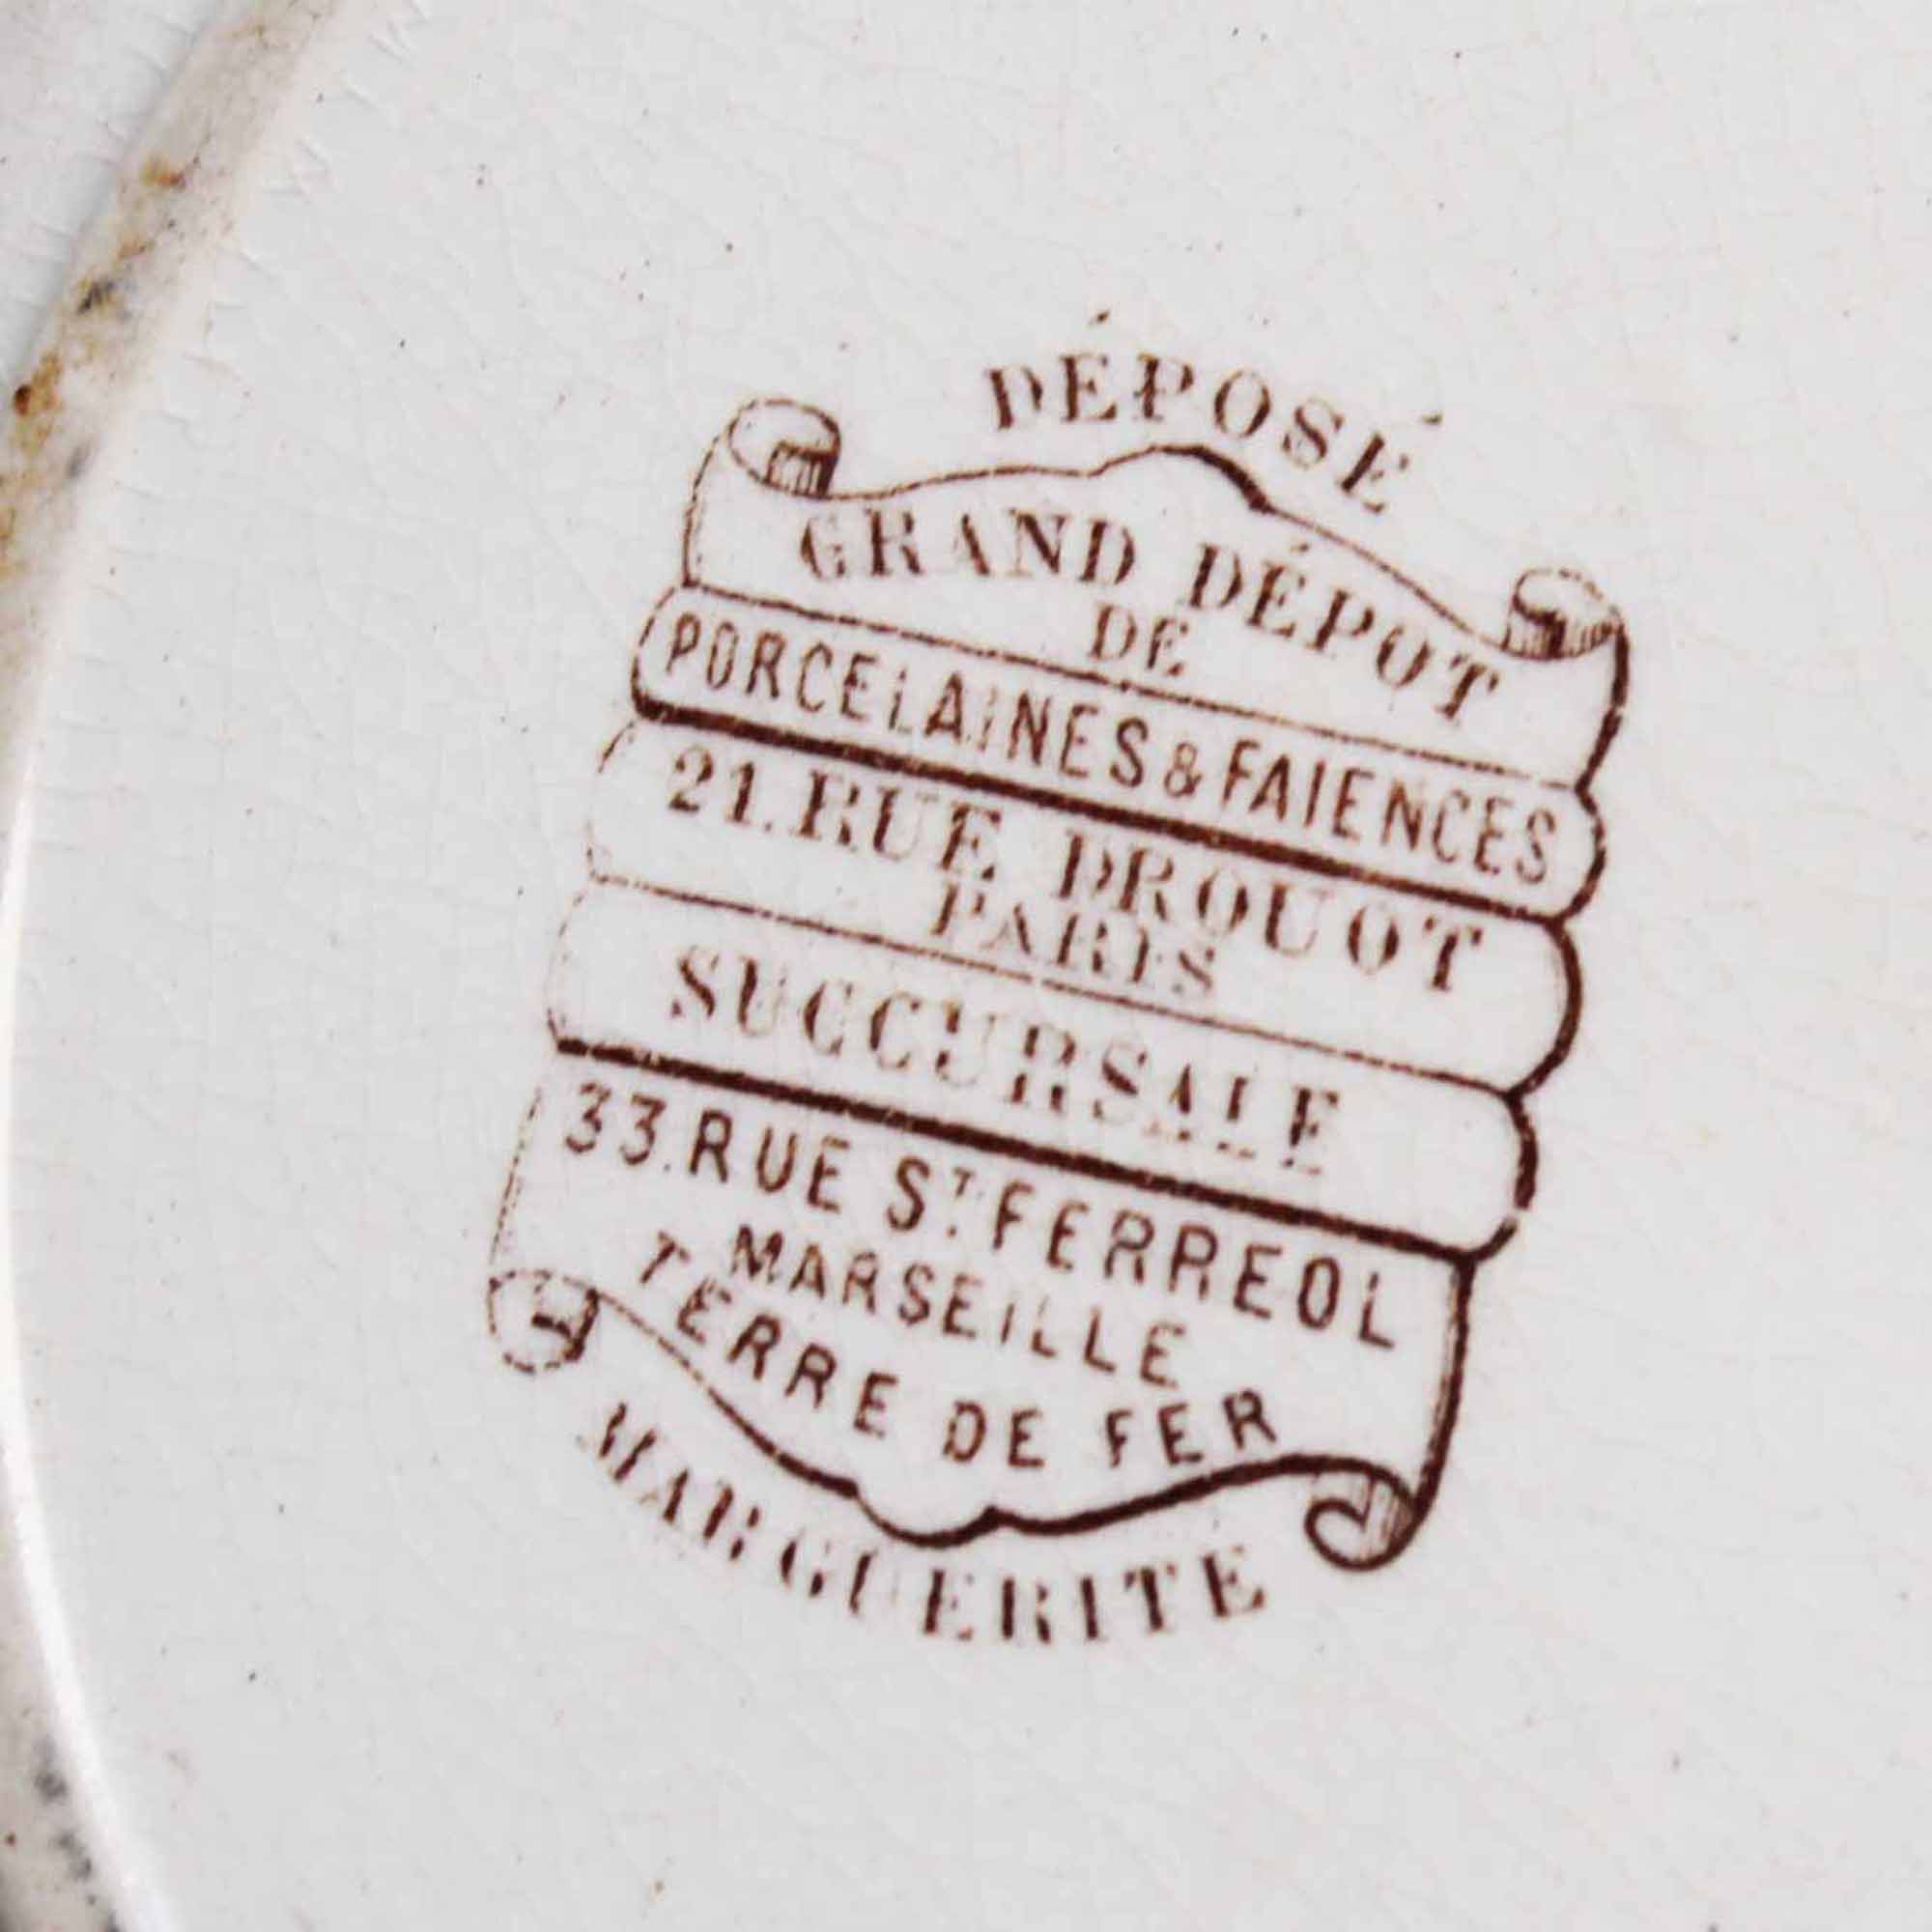 DÉPOSÉ
GRAND DÉPOT
DE
PORCELAINES & FAIENCES
21. RUE DROUOT
PARIS
SUCCURSALE
33. RUE ST. FERREOL
MARSEILLE
TERRE DE FER
MARGUERITE